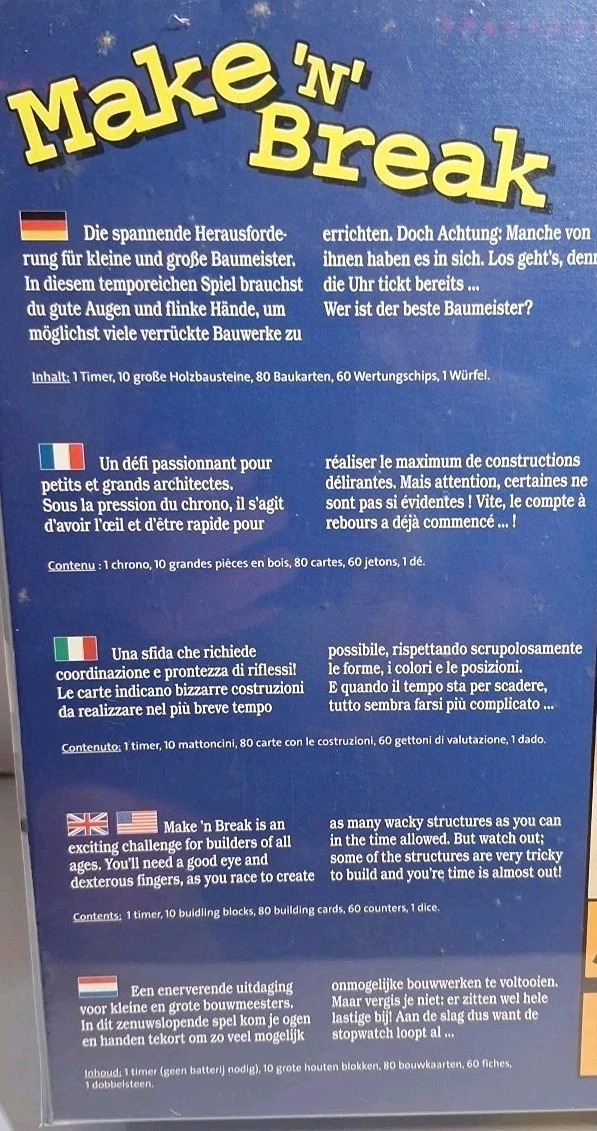 Make 'N' Break
Die spannende Herausforde-
rung für kleine und große Baumeister.
In diesem temporeichen Spiel brauchst
du gute Augen und flinke Hände, um
möglichst viele verrückte Bauwerke zu
errichten. Doch Achtung: Manche von
ihnen haben es in sich. Los geht's, denn
die Uhr tickt bereits ...
Wer ist der beste Baumeister?
Inhalt: 1 Timer, 10 große Holzbausteine, 80 Baukarten, 60 Wertungschips, 1 Würfel.
Un défi passionnant pour
petits et grands architectes.
Sous la pression du chrono, il s'agit
d'avoir l'œil et d'être rapide pour
réaliser le maximum de constructions
délirantes. Mais attention, certaines ne
sont pas si évidentes ! Vite, le compte à
rebours a déjà commencé ... !
Contenu : 1 chrono, 10 grandes pièces en bois, 80 cartes, 60 jetons, 1 dé.
Una sfida che richiede
coordinazione e prontezza di riflessi!
Le carte indicano bizzarre costruzioni
da realizzare nel più breve tempo
possibile, rispettando scrupolosamente
le forme, i colori e le posizioni.
E quando il tempo sta per scadere,
tutto sembra farsi più complicato ...
Contenuto: 1 timer, 10 mattoncini, 80 carte con le costruzioni, 60 gettoni di valutazione, 1 dado.
Make 'n Break is an
exciting challenge for builders of all
ages. You'll need a good eye and
dexterous fingers, as you race to create
as many wacky structures as you can
in the time allowed. But watch out;
some of the structures are very tricky
to build and you're time is almost out!
Contents: 1 timer, 10 buidling blocks, 80 building cards, 60 counters, 1 dice.
Een enerverende uitdaging
voor kleine en grote bouwmeesters.
In dit zenuwslopende spel kom je ogen
en handen tekort om zo veel mogelijk
onmogelijke bouwwerken te voltooien.
Maar vergis je niet: er zitten wel hele
lastige bij! Aan de slag dus want de
stopwatch loopt al ...
Inhoud: 1 timer (geen batterij nodig), 10 grote houten blokken, 80 bouwkaarten, 60 fiches,
1 dobbelsteen.